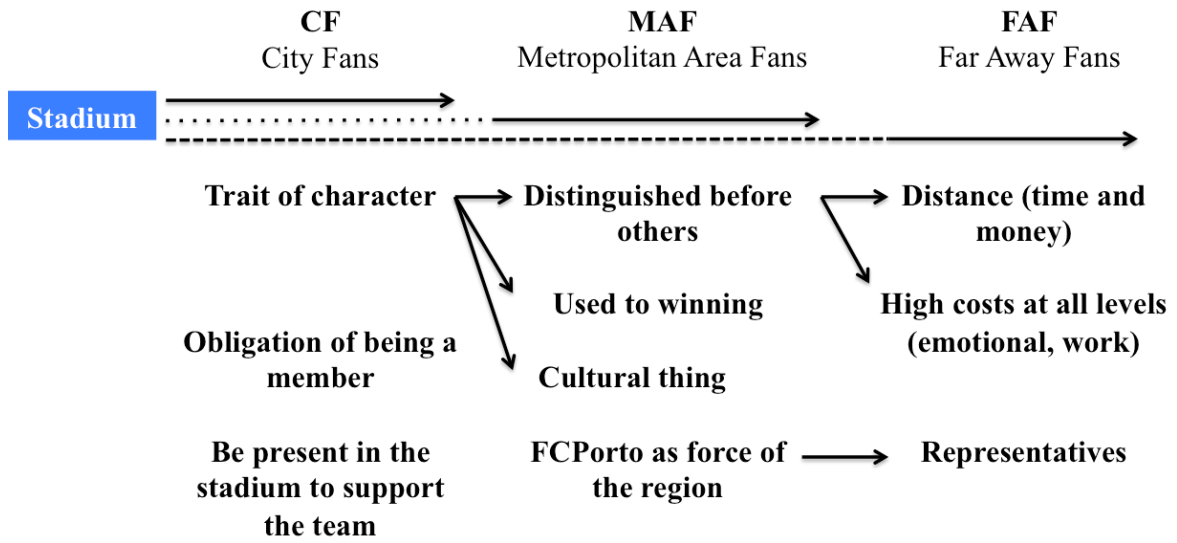 CF
City Fans
MAF
Metropolitan Area Fans
FAF
Far Away Fans
Stadium
Trait of character
Distinguished before
others
Distance (time and
money)
Used to winning
High costs at all levels
(emotional, work)
Obligation of being a
member
Cultural thing
Be present in the
stadium to support
the team
FCPorto as force of
the region
Representatives